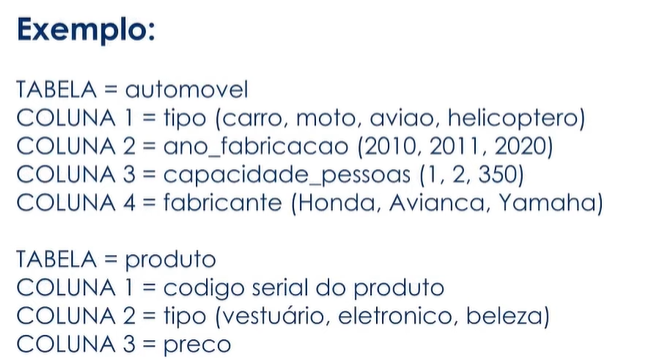 Exemplo:
TABELA = automovel
COLUNA 1 = tipo (carro, moto, aviao, helicoptero)
COLUNA 2 = ano_fabricacao (2010, 2011, 2020)
COLUNA 3 = capacidade_pessoas (1, 2, 350)
COLUNA 4 = fabricante (Honda, Avianca, Yamaha)
TABELA = produto
COLUNA 1 = codigo serial do produto
COLUNA 2 = tipo (vestuário, eletronico, beleza)
COLUNA 3 = preco